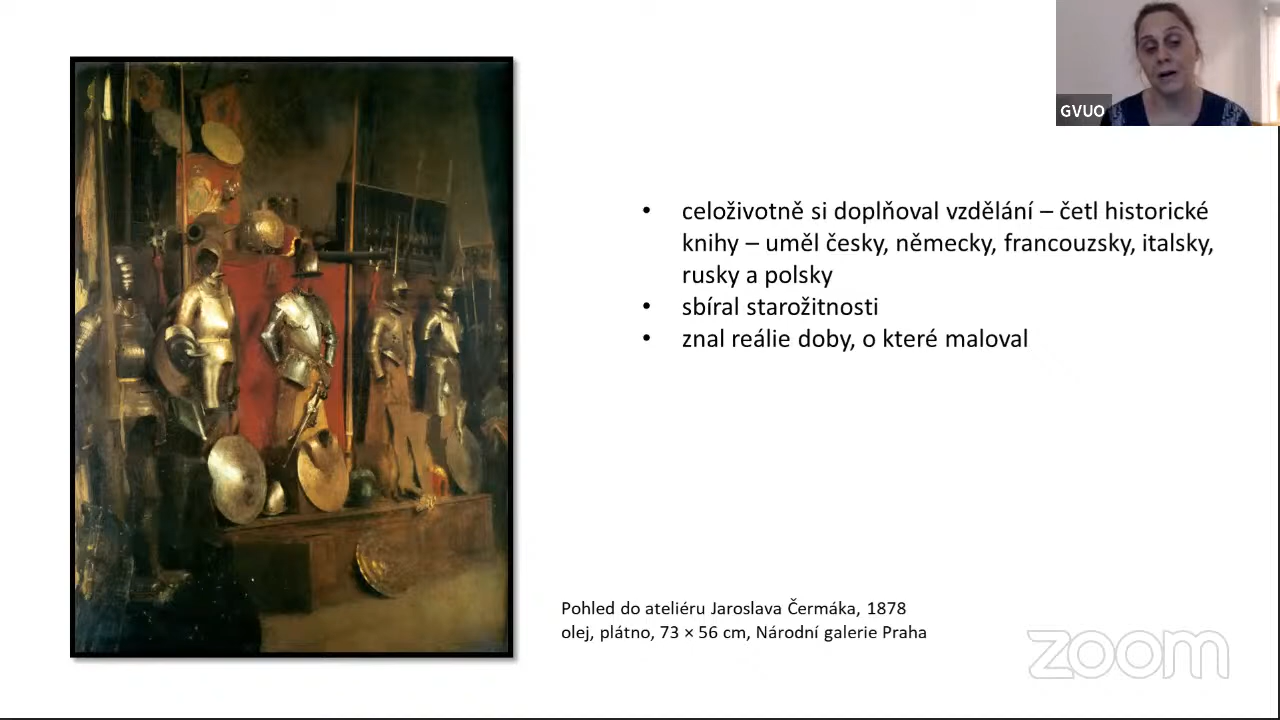 GVUO
• celoživotně si doplňoval vzdělání – četl historické
knihy – uměl česky, německy, francouzsky, italsky,
rusky a polsky
• sbíral starožitnosti
• znal reálie doby, o které maloval
Pohled do ateliéru Jaroslava Čermáka, 1878
olej, plátno, 73 × 56 cm, Národní galerie Praha
zoom